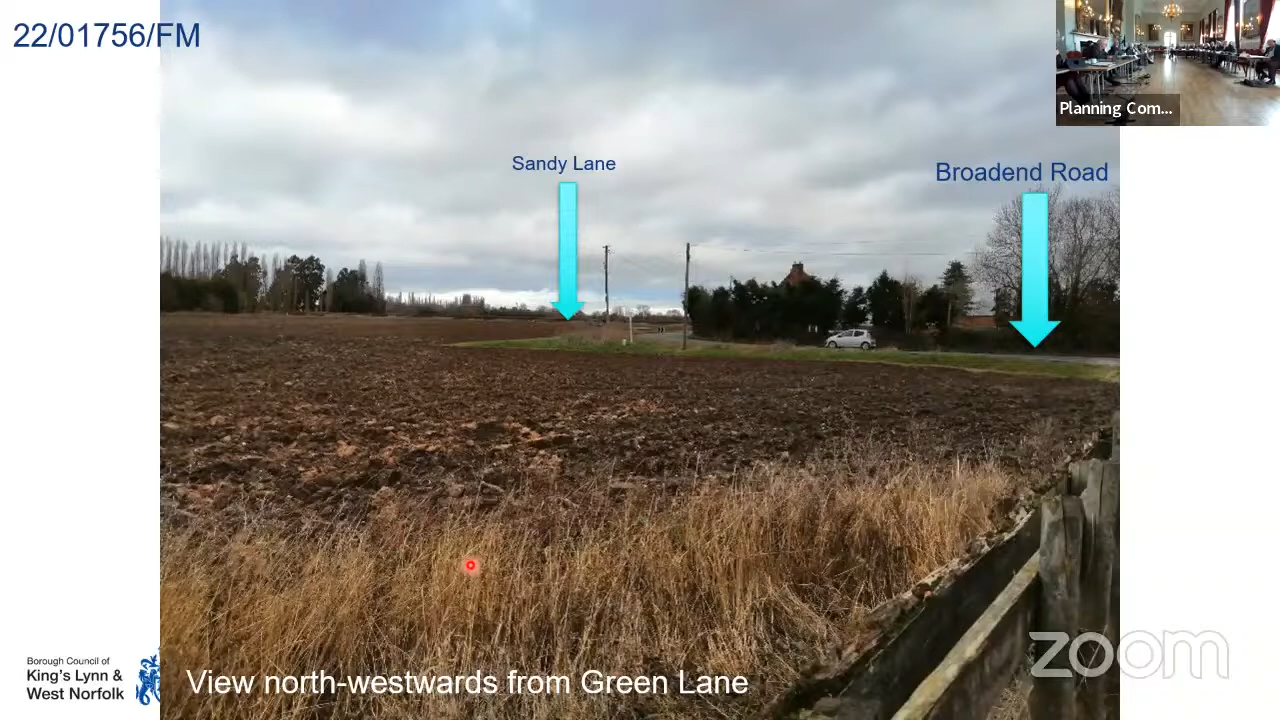 22/01756/FM
Planning Com...
Sandy Lane
Broadend Road
Borough Council of
King's Lynn &
West Norfolk
View north-westwards from Green Lane
zoom